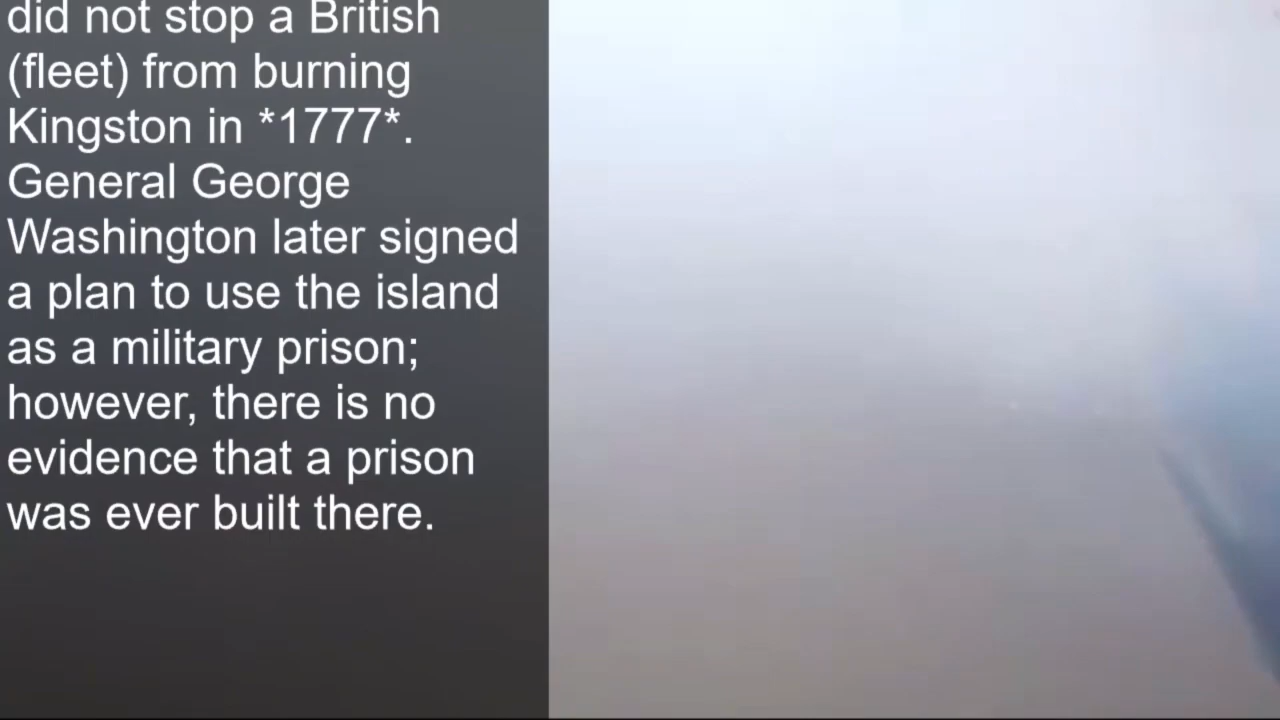 did not stop a British
(fleet) from burning
Kingston in *1777*.
General George
Washington later signed
a plan to use the island
as a military prison;
however, there is no
evidence that a prison
was ever built there.